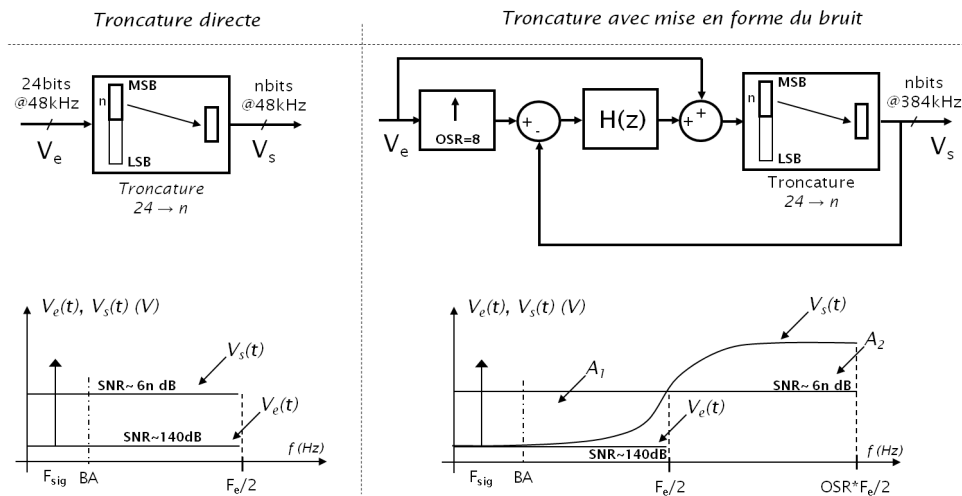 Troncature directe
24bits
@48kHz
Ve
n
MSB
LSB
nbits
@48kHz
Vs
Troncature
24 → n
Ve(t), Vs(t) (V)
Vs(t)
SNR~ 6n dB
Ve(t)
SNR~140dB
f (Hz)
Fsig
BA
Fe/2
Troncature avec mise en forme du bruit
Ve
OSR=8
+
-
H(z)
+
+
n
MSB
LSB
nbits
@384kHz
Vs
Troncature
24 → n
Ve(t), Vs(t) (V)
Vs(t)
A1
A2
SNR~ 6n dB
Ve(t)
SNR~140dB
f (Hz)
Fsig
BA
Fe/2
OSR*Fe/2